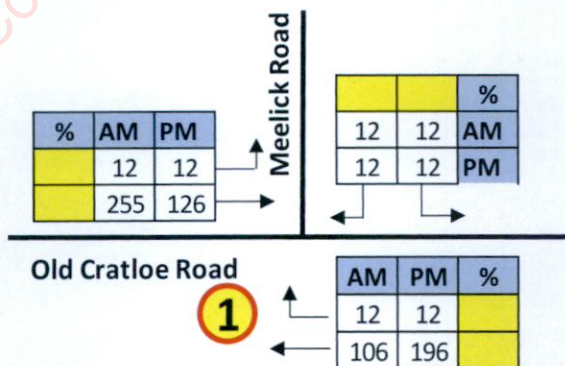 Meelick Road
% AM PM
12 12
255 126
%
12 12 AM
12 12 PM
Old Cratloe Road
1
AM PM %
12 12
106 196